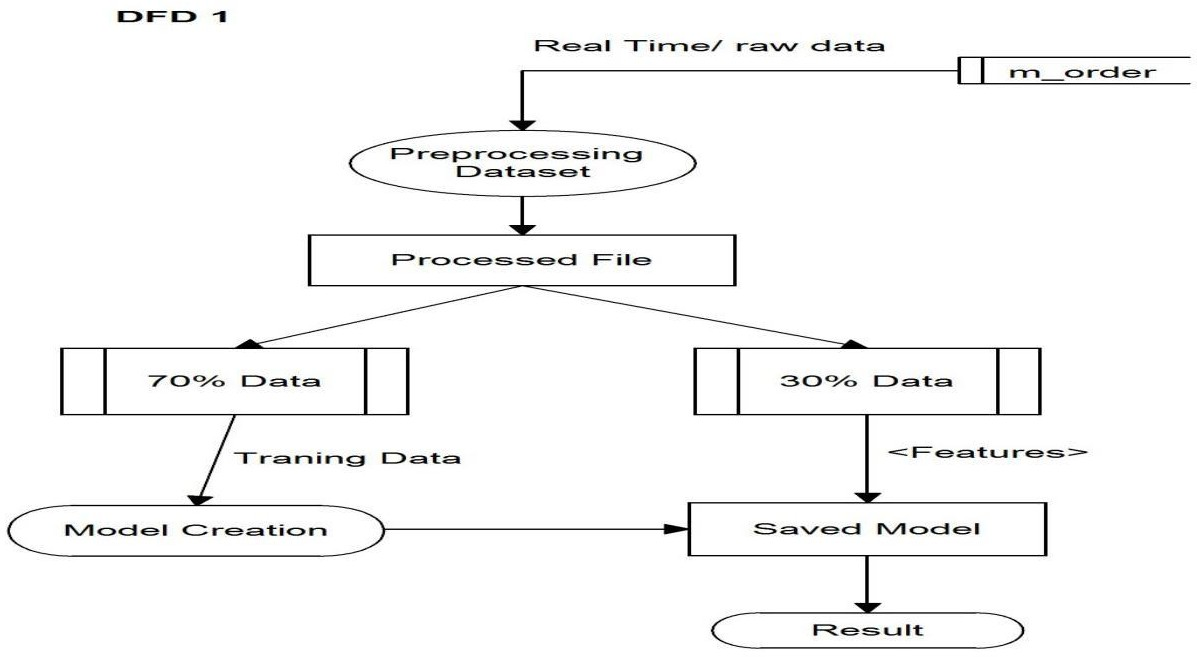 DFD 1
Real Time/ raw data
m_order
Preprocessing
Dataset
Processed File
70% Data
30% Data
Traning Data
<Features>
Model Creation
Saved Model
Result